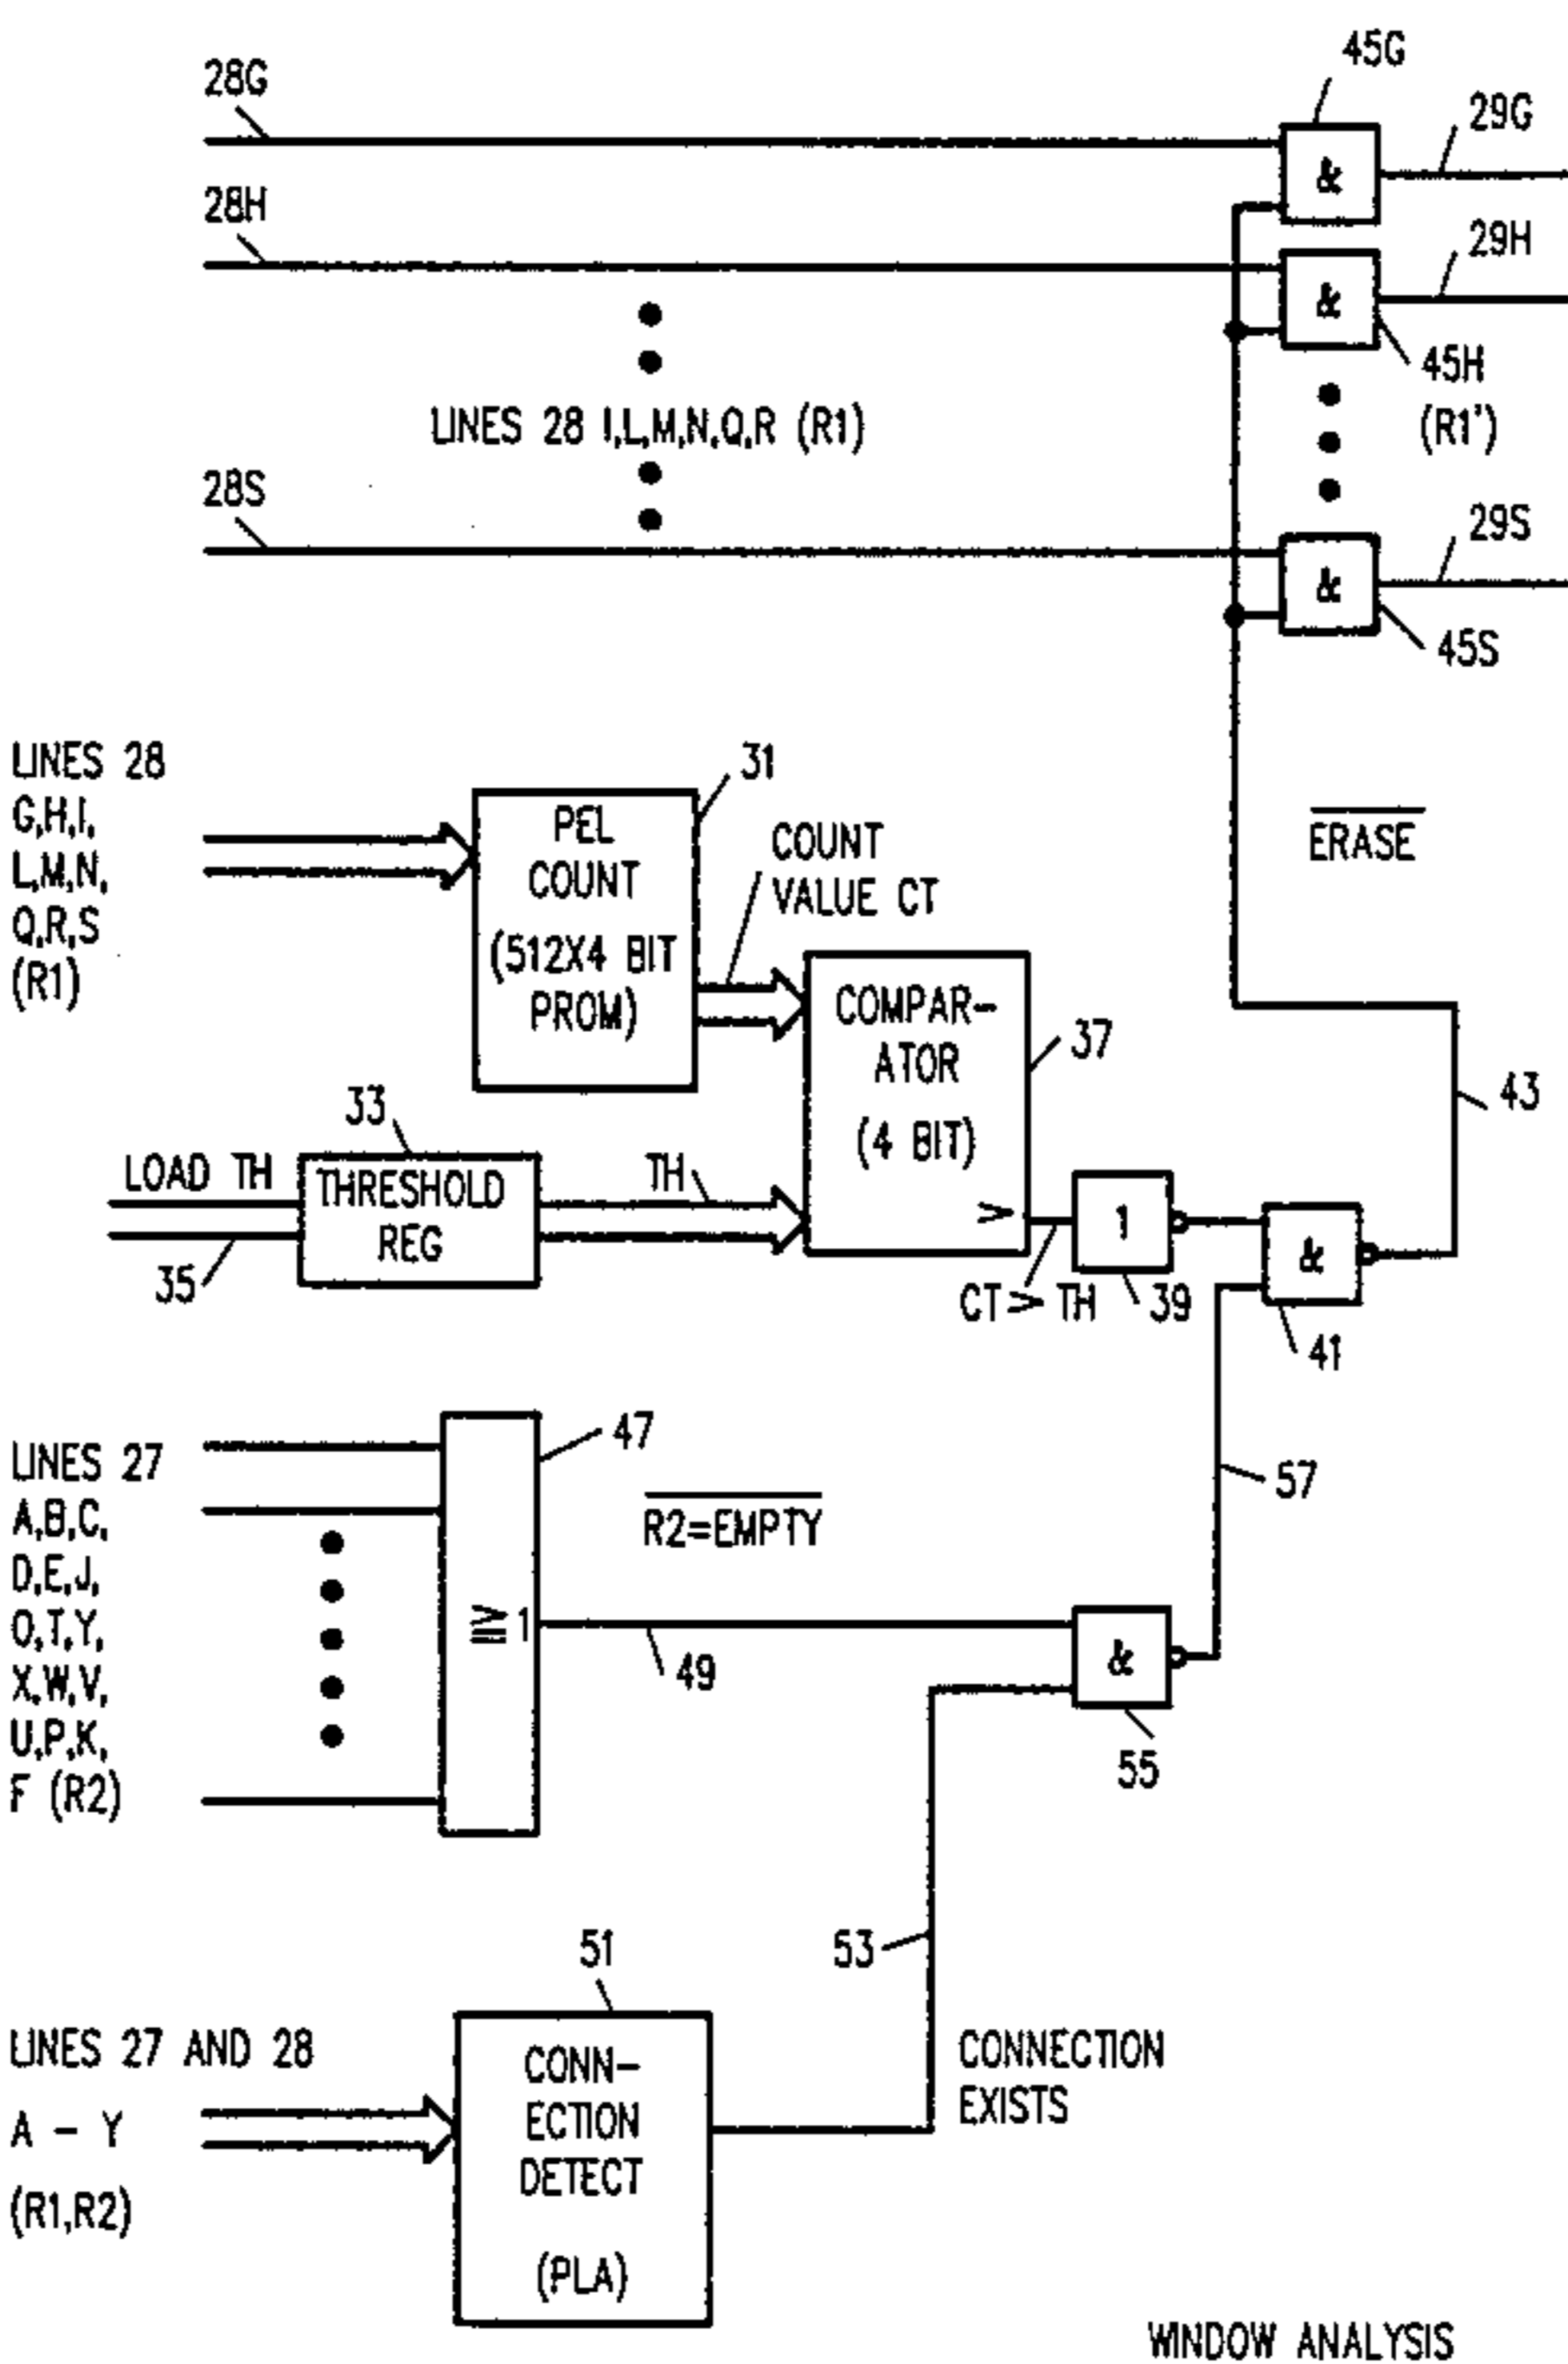 45G
28G
29G
&
28H
29H
&
45H
LINES 28 I,L,M,N,Q,R (R1)
(R1')
28S
29S
&
45S
LINES 28
G,H,I,
L,M,N,
Q,R,S
(R1)
31
PEL
COUNT
(512X4 BIT
PROM)
COUNT
VALUE CT
ERASE
COMPAR-
ATOR
(4 BIT)
>
37
43
33
LOAD TH
THRESHOLD
REG
TH
35
1
CT > TH
39
&
41
47
LINES 27
A,B,C,
D,E,J,
O,T,Y,
X,W,V,
U,P,K,
F (R2)
R2=EMPTY
≥1
57
49
&
55
51
53
LINES 27 AND 28
A - Y
(R1,R2)
CONN-
ECTION
DETECT
(PLA)
CONNECTION
EXISTS
WINDOW ANALYSIS